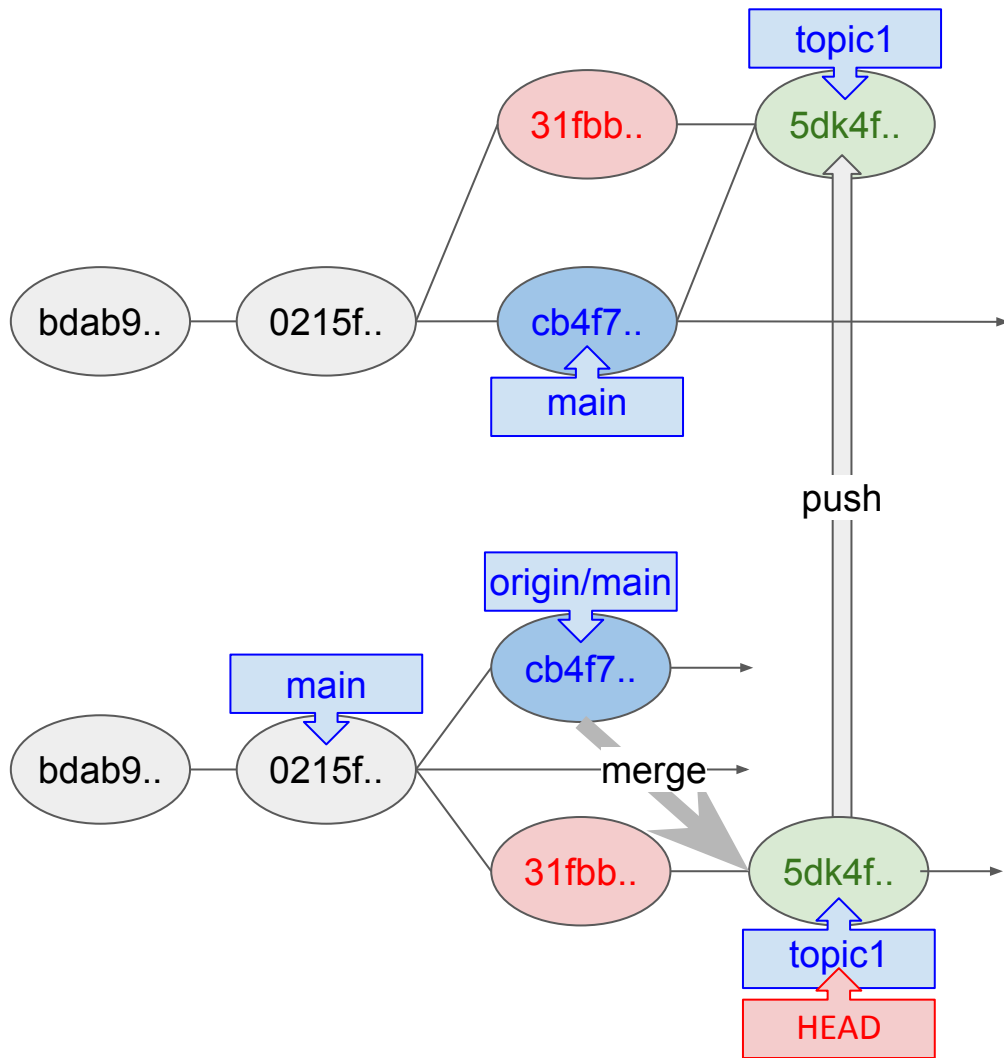 topic1
31fbb..
5dk4f..
bdab9..
0215f..
cb4f7..
main
push
origin/main
cb4f7..
main
bdab9..
0215f..
merge
31fbb..
5dk4f..
topic1
HEAD